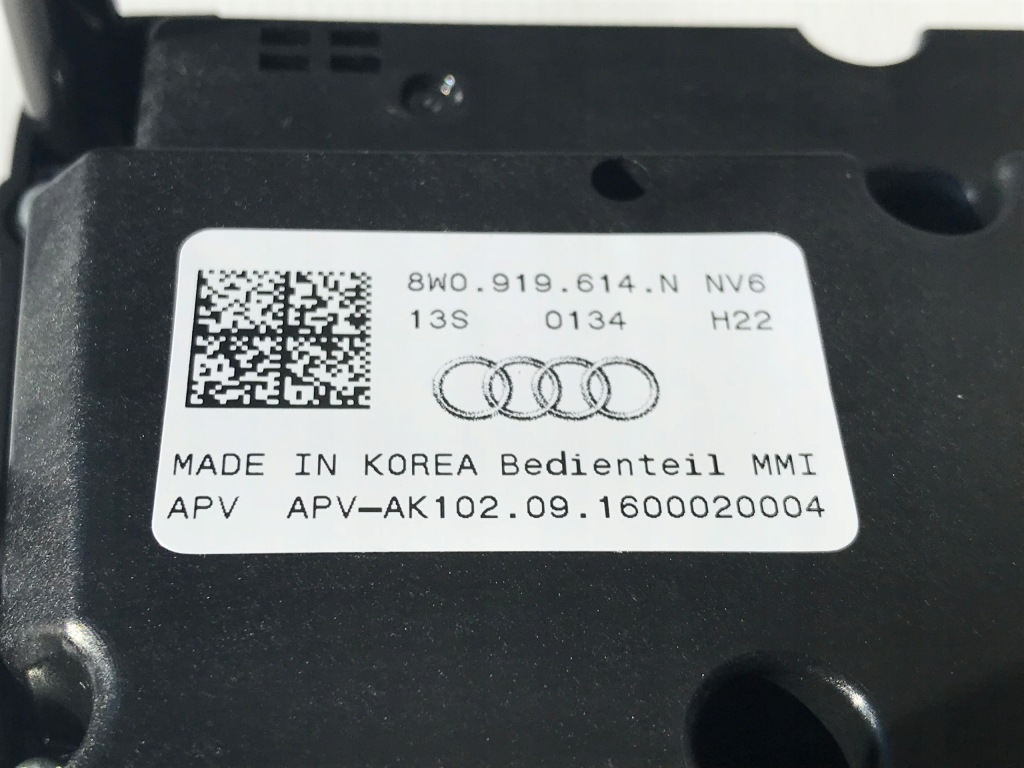 8W0.919.614.N NV6
13S 0134 H22
MADE IN KOREA Bedienteil MMI
APV APV-AK102.09.1600020004